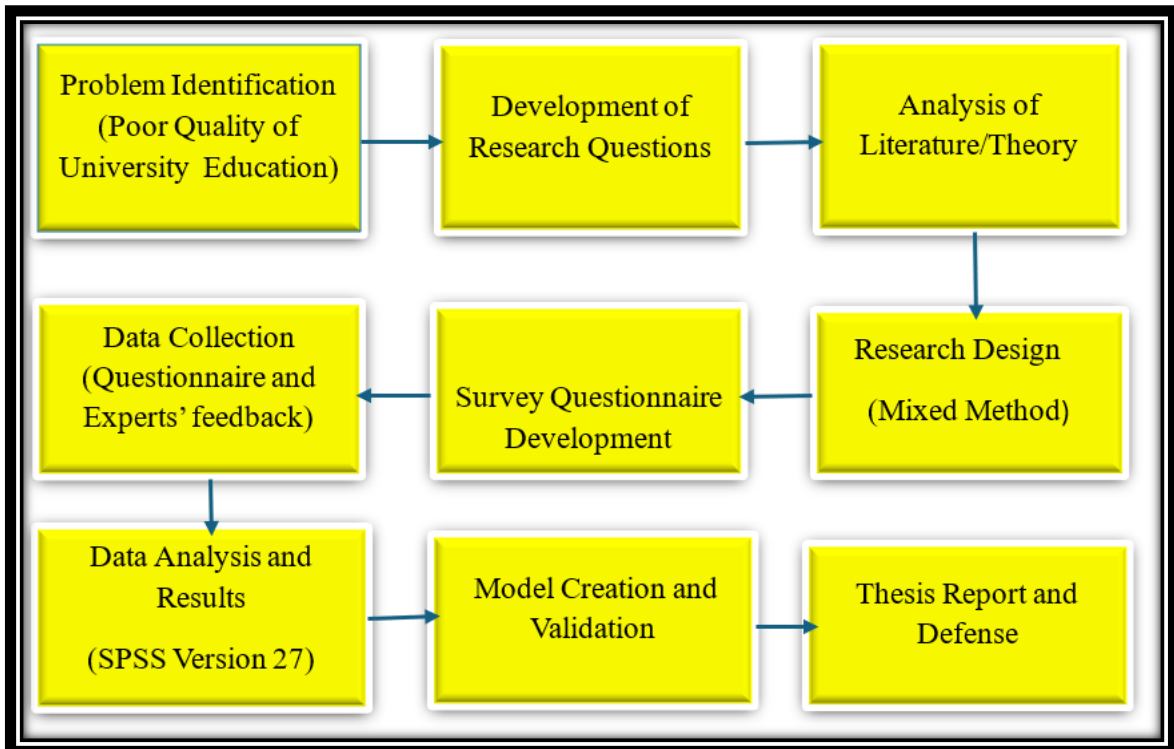 Problem Identification
(Poor Quality of
University Education)
Development of
Research Questions
Analysis of
Literature/Theory
Research Design
(Mixed Method)
Survey Questionnaire
Development
Data Collection
(Questionnaire and
Experts’ feedback)
Data Analysis and
Results
(SPSS Version 27)
Model Creation and
Validation
Thesis Report and
Defense